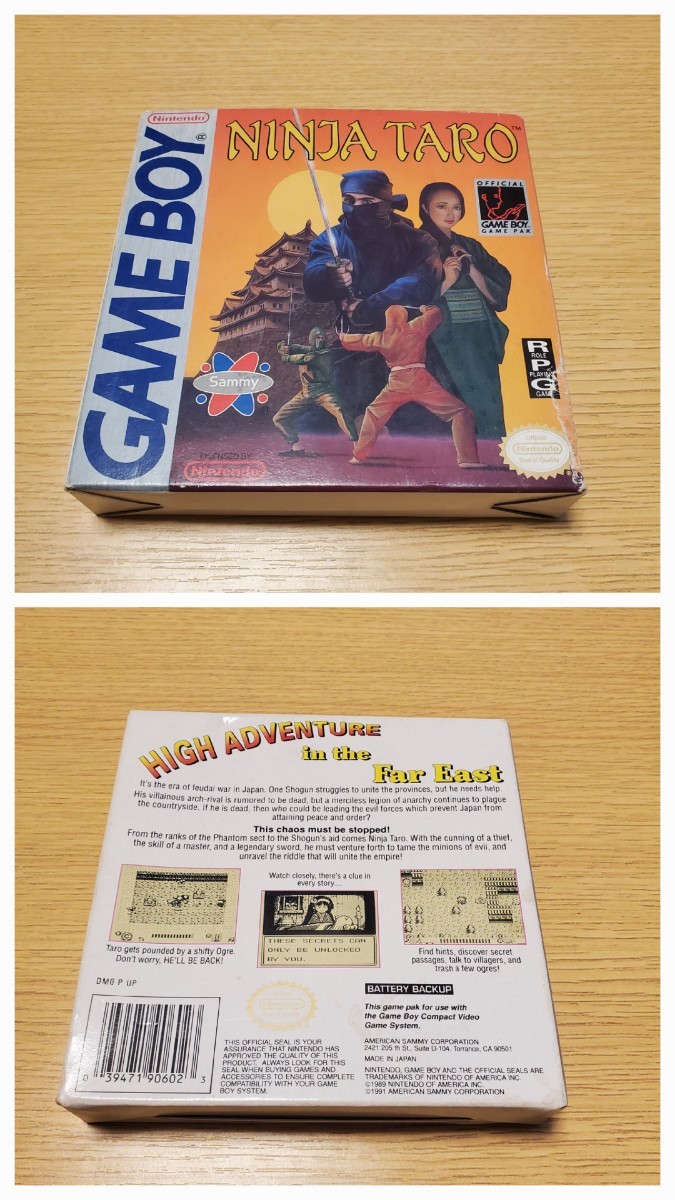 Nintendo®
GAME BOY®
NINJA TARO™
OFFICIAL
GAME BOY
GAME PAK
Sammy
RPG
ROLE
PLAYING
GAME
LICENSED BY
Nintendo
Official
Nintendo
Seal of Quality
HIGH ADVENTURE
in the
Far East
It's the era of feudal war in Japan. One Shogun struggles to unite the provinces, but he needs help.
His villainous arch-rival is rumored to be dead, but a merciless legion of anarchy continues to plague
the countryside. If he is dead, then who could be leading the evil forces which prevent Japan from
attaining peace and order?
This chaos must be stopped!
From the ranks of the Phantom sect to the Shogun's aid comes Ninja Taro. With the cunning of a thief,
the skill of a master, and a legendary sword, he must venture forth to tame the minions of evil, and
unravel the riddle that will unite the empire!
Watch closely, there's a clue in
every story....
THESE SECRETS CAN
ONLY BE UNLOCKED
BY YOU.
Taro gets pounded by a shifty Ogre.
Don't worry, HE'LL BE BACK!
Find hints, discover secret
passages, talk to villagers, and
trash a few ogres!
DMG P UP
BATTERY BACKUP
This game pak for use with
the Game Boy Compact Video
Game System.
0 39471 90602 3
THIS OFFICIAL SEAL IS YOUR
ASSURANCE THAT NINTENDO HAS
APPROVED THE QUALITY OF THIS
PRODUCT. ALWAYS LOOK FOR THIS
SEAL WHEN BUYING GAMES AND
ACCESSORIES TO ENSURE COMPLETE
COMPATIBILITY WITH YOUR GAME
BOY SYSTEM.
AMERICAN SAMMY CORPORATION
2421 205 th St., Suite D-104, Torrance, CA 90501
MADE IN JAPAN
NINTENDO, GAME BOY AND THE OFFICIAL SEALS ARE
TRADEMARKS OF NINTENDO OF AMERICA INC.
©1989 NINTENDO OF AMERICA INC.
©1991 AMERICAN SAMMY CORPORATION